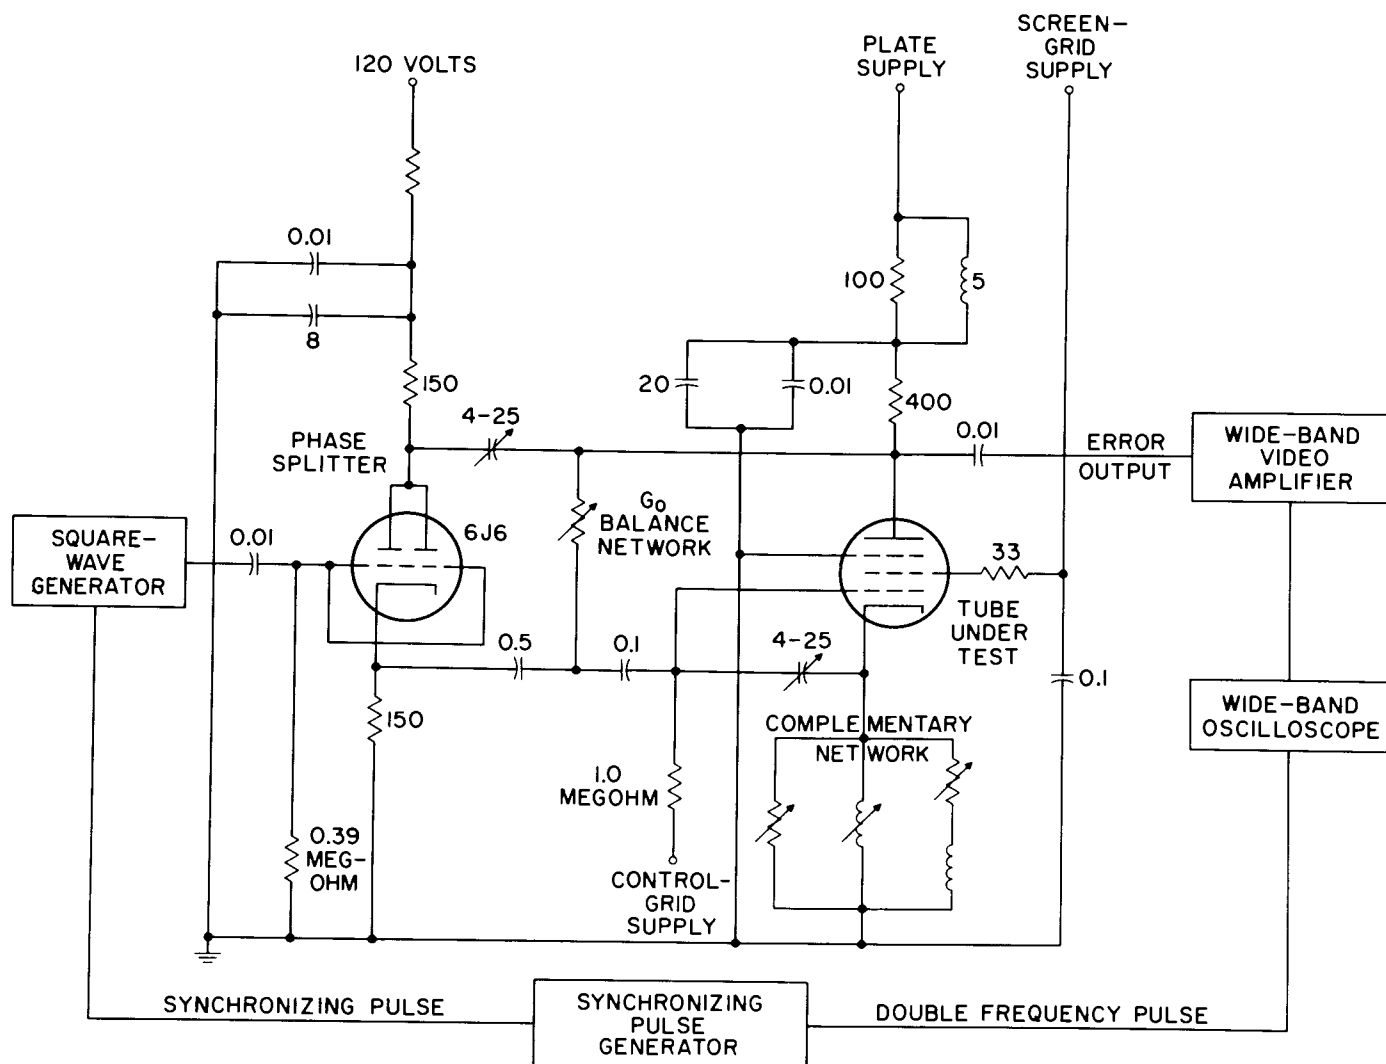 SCREEN-
GRID
SUPPLY
PLATE
SUPPLY
120 VOLTS
0.01
8
100
5
150
20
0.01
400
4-25
PHASE
SPLITTER
0.01
ERROR
OUTPUT
WIDE-BAND
VIDEO
AMPLIFIER
G₀
BALANCE
NETWORK
6J6
SQUARE-
WAVE
GENERATOR
0.01
33
TUBE
UNDER
TEST
0.5
0.1
4-25
0.1
150
COMPLEMENTARY
NETWORK
WIDE-BAND
OSCILLOSCOPE
1.0
MEGOHM
0.39
MEG-
OHM
CONTROL-
GRID
SUPPLY
SYNCHRONIZING PULSE
SYNCHRONIZING
PULSE
GENERATOR
DOUBLE FREQUENCY PULSE